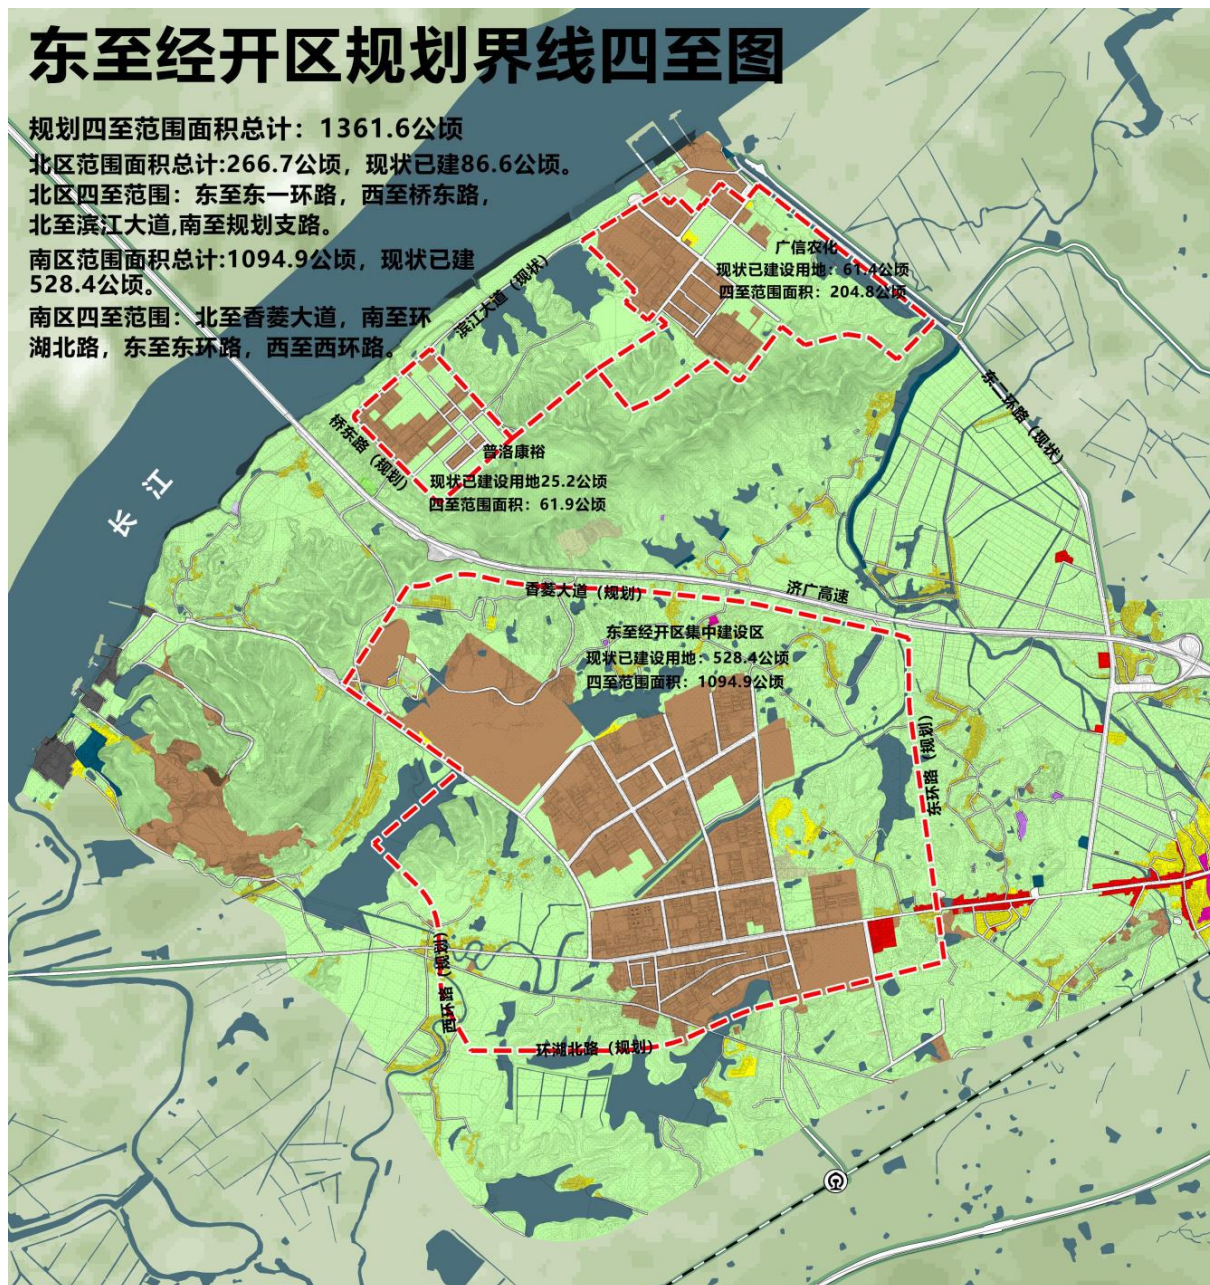 东至经开区规划界线四至图
规划四至范围面积总计：1361.6公顷
北区范围面积总计:266.7公顷，现状已建86.6公顷。
北区四至范围：东至东一环路，西至桥东路，
北至滨江大道,南至规划支路。
南区范围面积总计:1094.9公顷，现状已建
528.4公顷。
南区四至范围：北至香菱大道，南至环
湖北路，东至东环路，西至西环路。
广信农化
现状已建设用地：61.4公顷
四至范围面积：204.8公顷
滨江大道（现状）
东二环路（现状）
桥东路（规划）
普洛康裕
现状已建设用地25.2公顷
四至范围面积：61.9公顷
长江
香菱大道（规划）
济广高速
东至经开区集中建设区
现状已建设用地：528.4公顷
四至范围面积：1094.9公顷
东环路（规划）
西环路（规划）
环湖北路（规划）